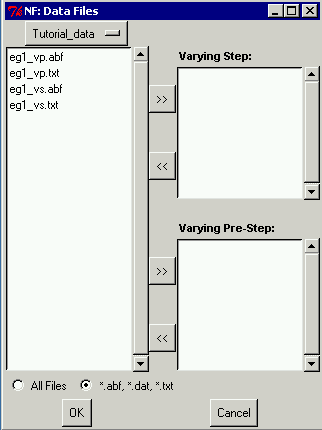 NF: Data Files
Tutorial_data
eg1_vp.abf
eg1_vp.txt
eg1_vs.abf
eg1_vs.txt
Varying Step:
>>
<<
Varying Pre-Step:
>>
<<
All Files
*.abf, *.dat, *.txt
OK
Cancel